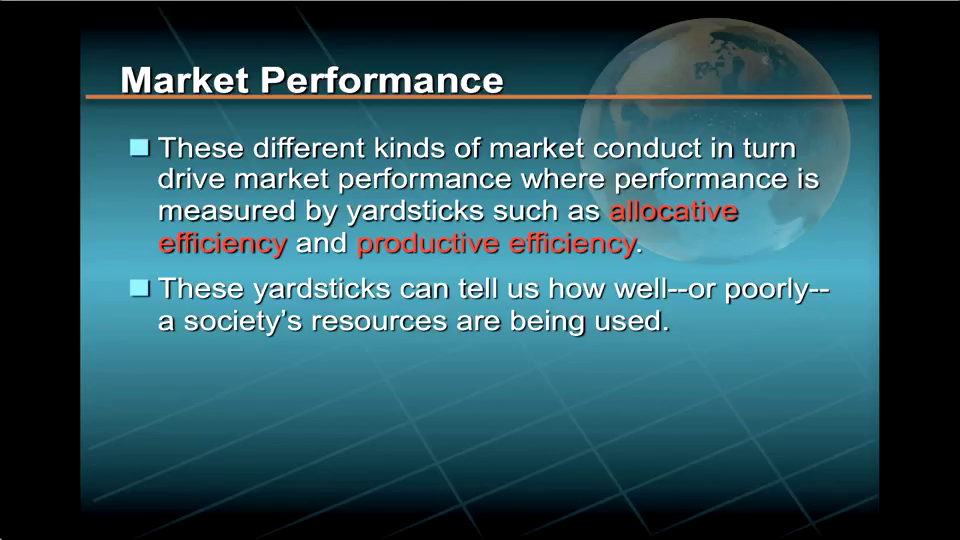 Market Performance
These different kinds of market conduct in turn
drive market performance where performance is
measured by yardsticks such as allocative
efficiency and productive efficiency.
These yardsticks can tell us how well--or poorly--
a society’s resources are being used.